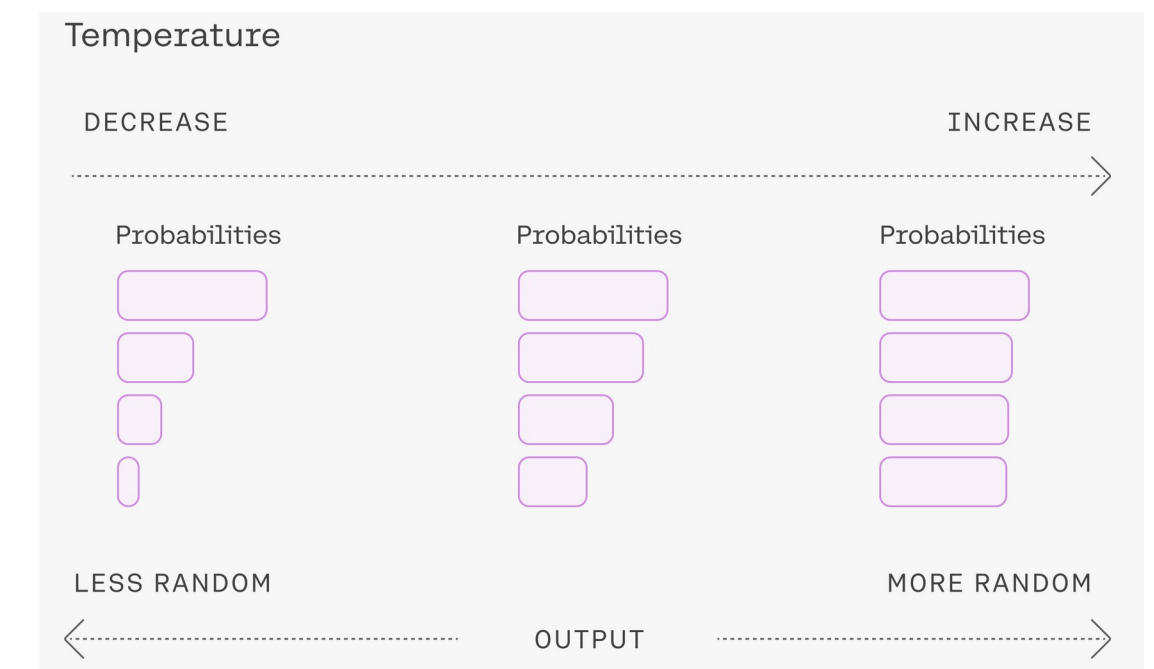 Temperature
DECREASE INCREASE
Probabilities Probabilities Probabilities
LESS RANDOM MORE RANDOM
OUTPUT